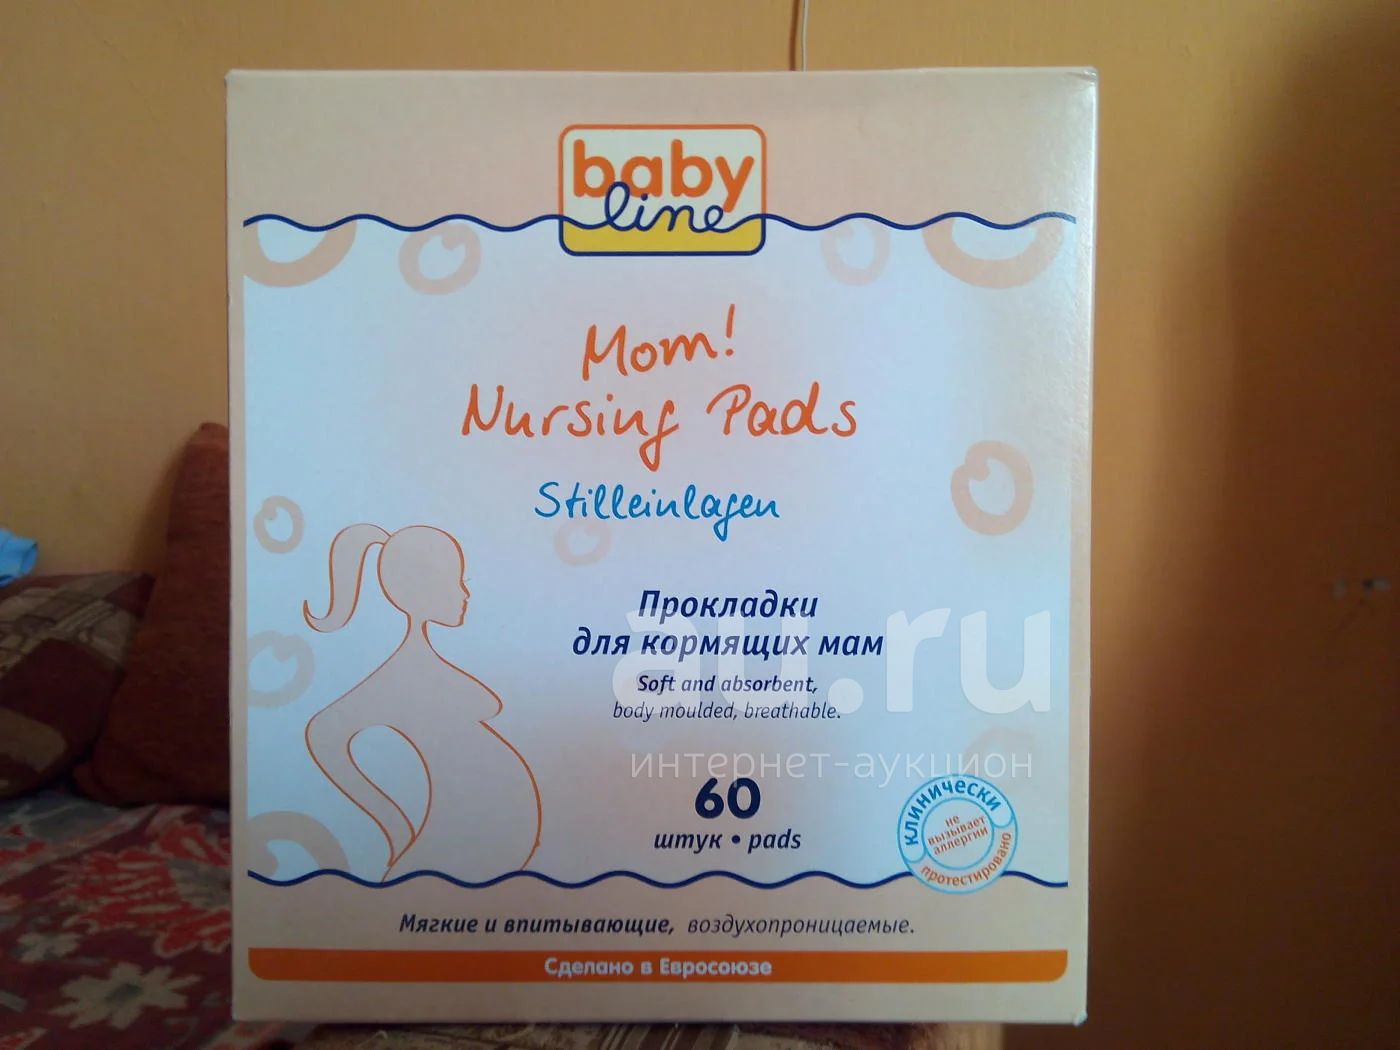 baby
line
Mom!
Nursing Pads
Stilleinlagen
Прокладки
для кормящих мам
Soft and absorbent,
body moulded, breathable.
au.ru
интернет-аукцион
60
штук • pads
КЛИНИЧЕСКИ
не
вызывает
аллергии
протестировано
Мягкие и впитывающие, воздухопроницаемые.
Сделано в Евросоюзе